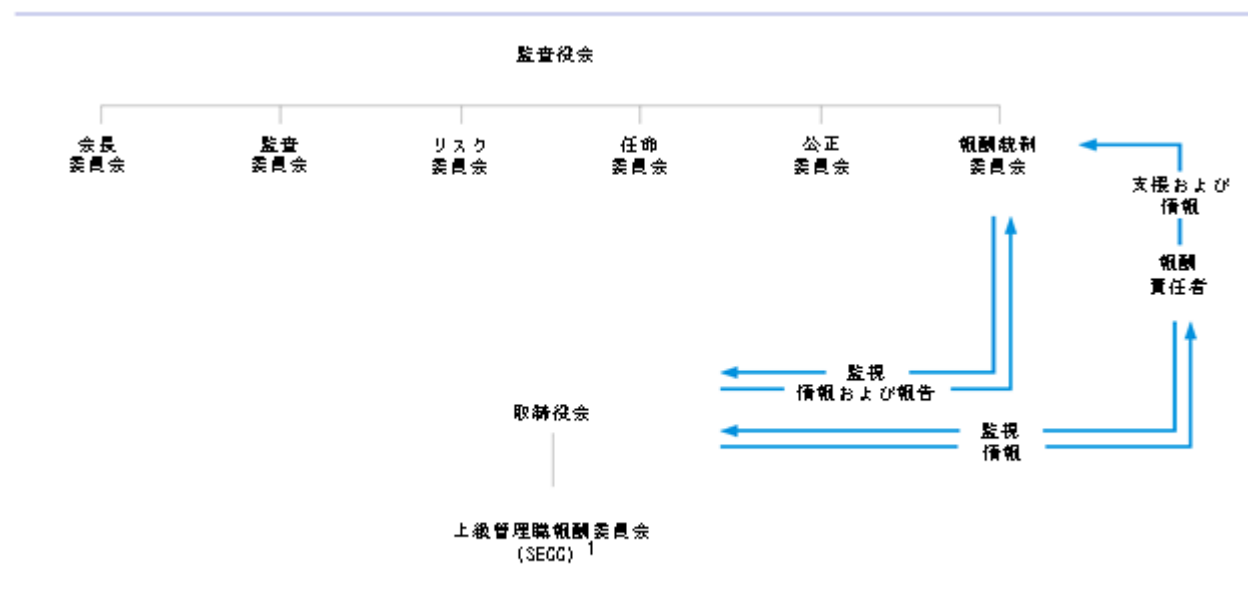 監査役会
会長
委員会
監査
委員会
リスク
委員会
任命
委員会
公正
委員会
報酬統制
委員会
支援および
情報
報酬
責任者
監視
情報および報告
取締役会
監視
情報
上級管理職報酬委員会
(SECC) 1